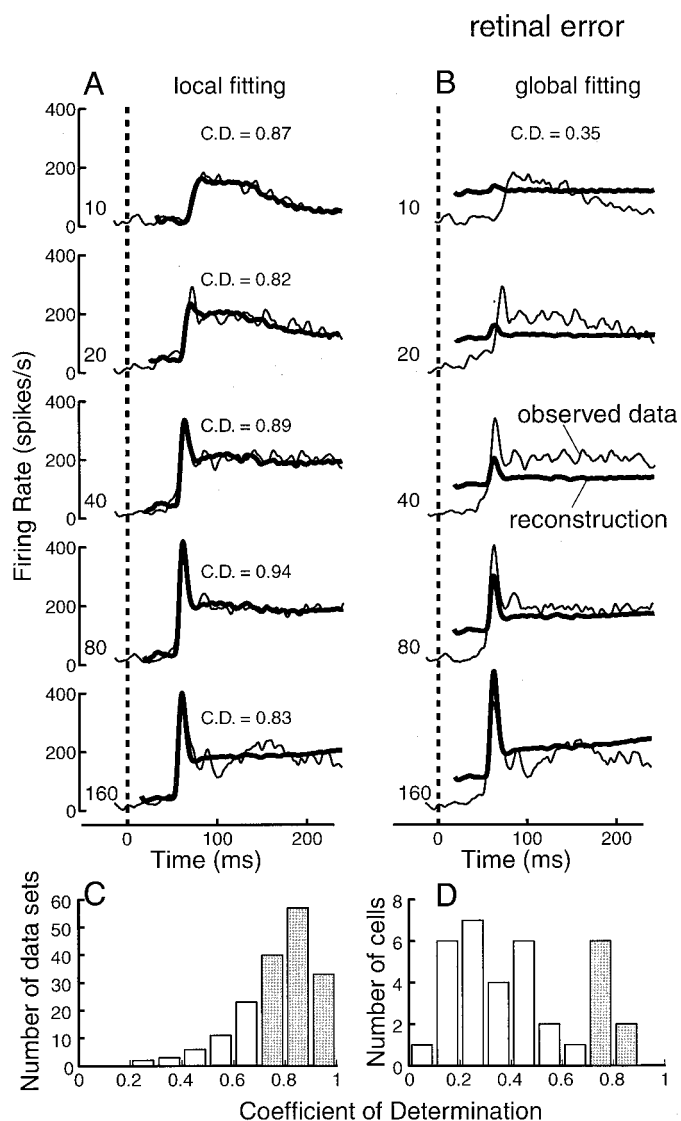 retinal error
A local fitting
B global fitting
400
200
0
10
C.D. = 0.87
10
C.D. = 0.35
400
200
0
20
C.D. = 0.82
20
Firing Rate (spikes/s)
400
200
0
40
C.D. = 0.89
40
observed data
reconstruction
400
200
0
80
C.D. = 0.94
80
400
200
0
160
C.D. = 0.83
160
0 100 200
Time (ms)
0 100 200
Time (ms)
C
Number of data sets
60
50
40
30
20
10
0
0 0.2 0.4 0.6 0.8 1
D
Number of cells
8
6
4
2
0
0 0.2 0.4 0.6 0.8 1
Coefficient of Determination